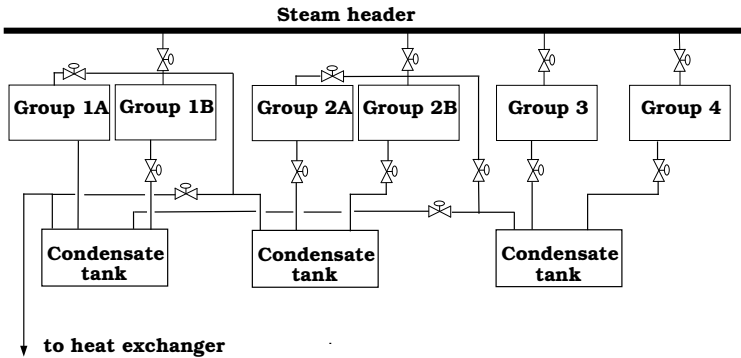 Steam header
Group 1A
Group 1B
Group 2A
Group 2B
Group 3
Group 4
Condensate
tank
Condensate
tank
Condensate
tank
to heat exchanger